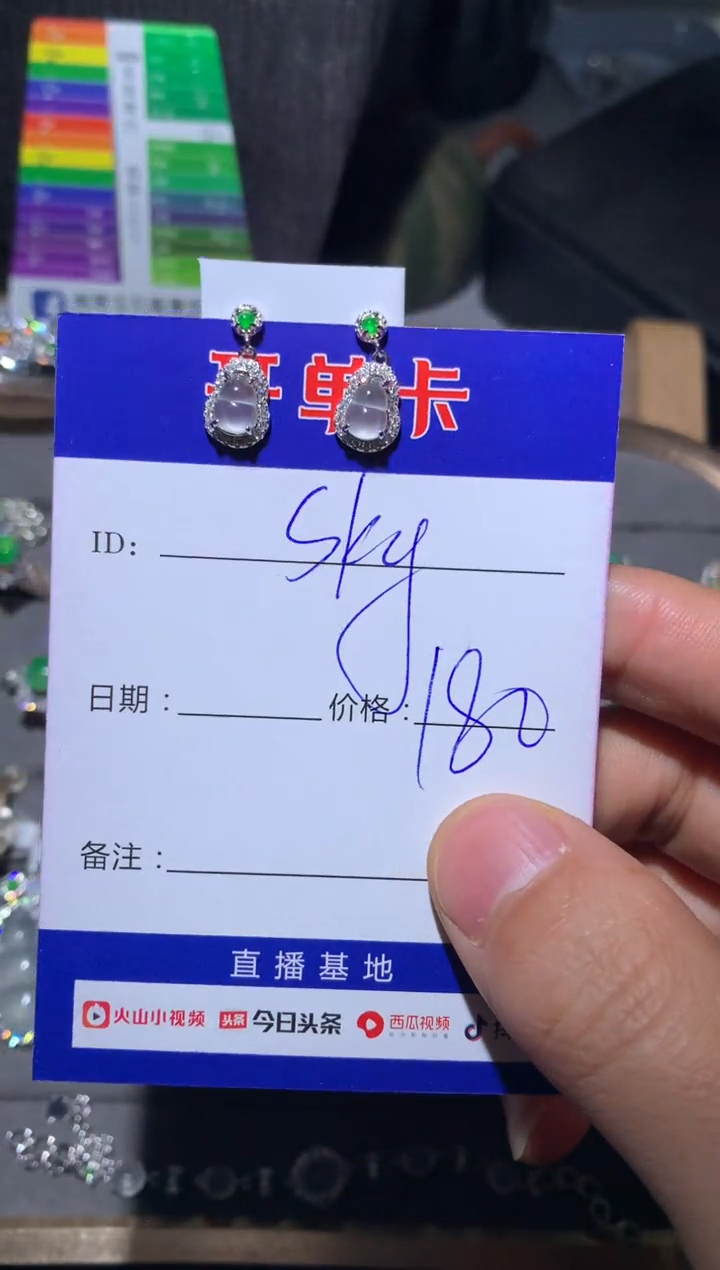 开单卡
ID: sky
日期: 价格: 180
备注:
直播基地
火山小视频 头条 今日头条 西瓜视频